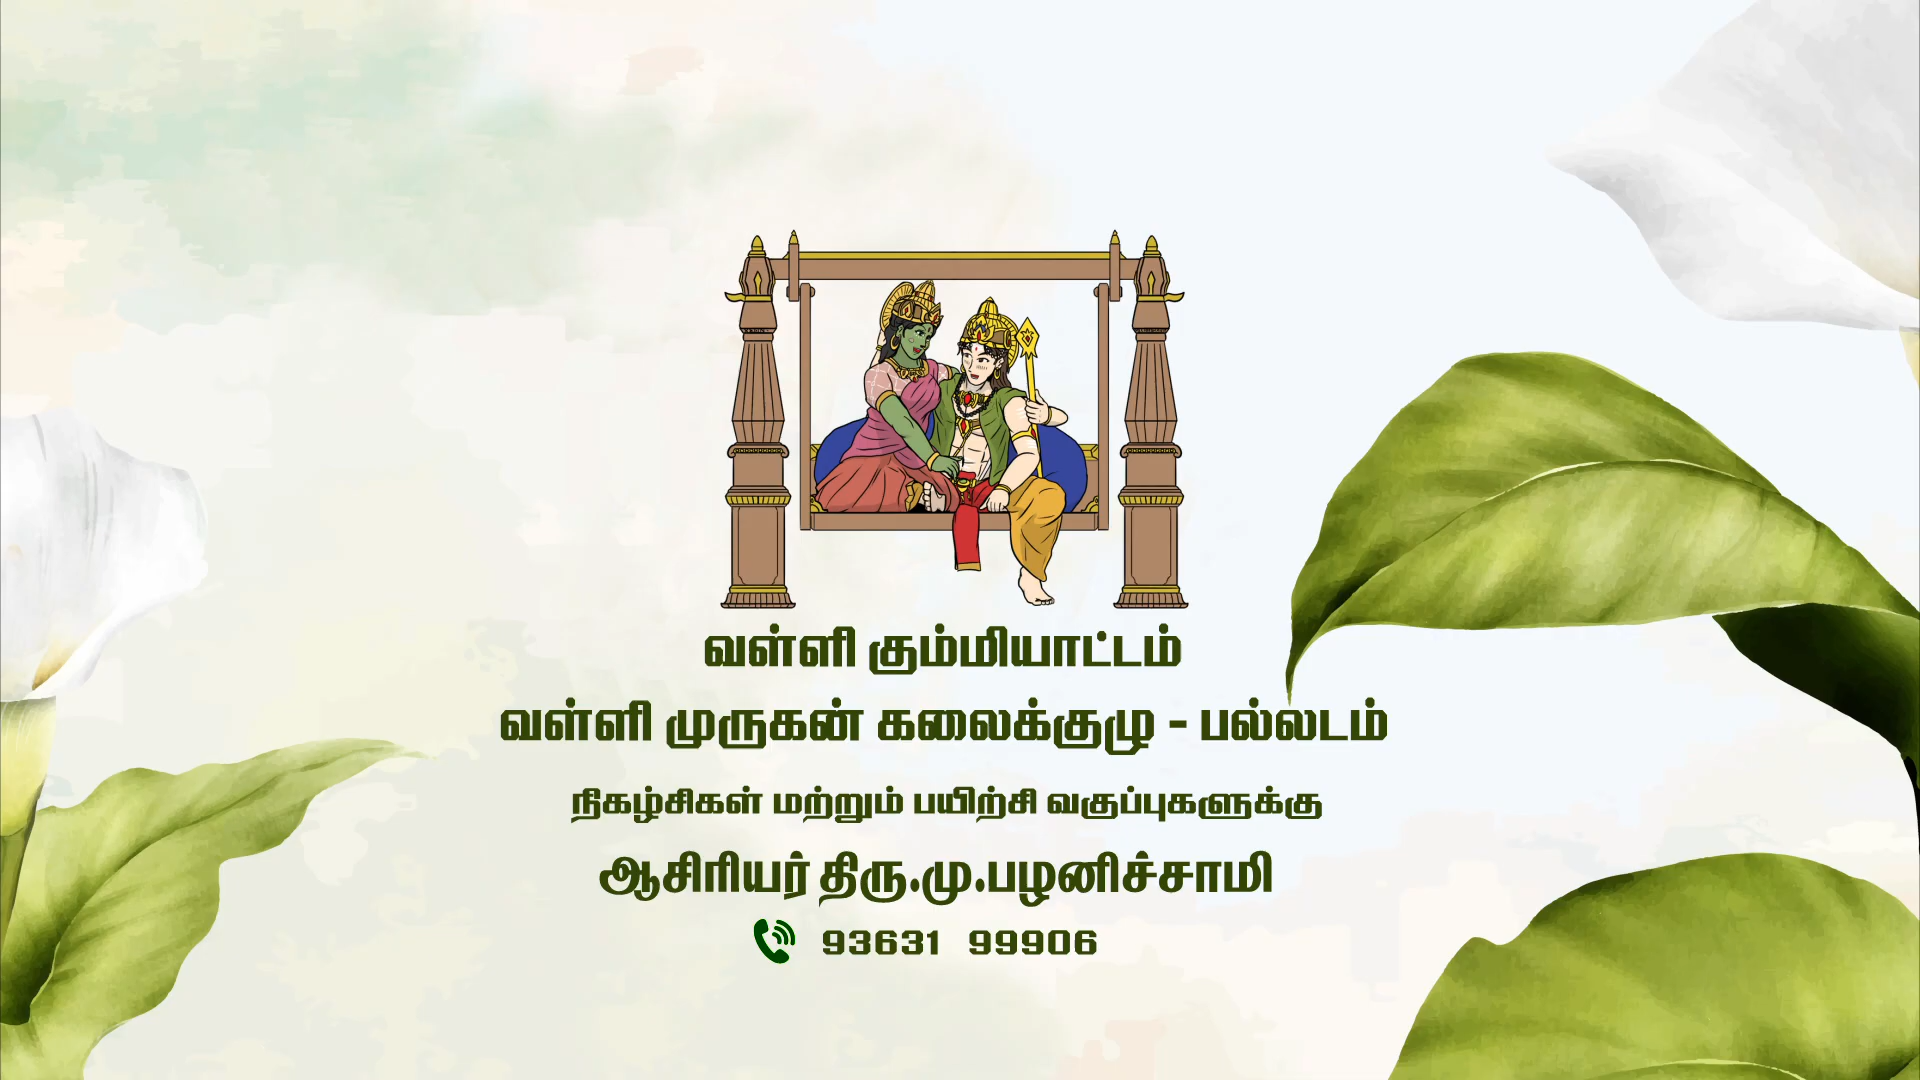 வள்ளி கும்மியாட்டம்
வள்ளி முருகன் கலைக்குழு - பல்லடம்
நிகழ்சிகள் மற்றும் பயிற்சி வகுப்புகளுக்கு
ஆசிரியர் திரு.மு.பழனிச்சாமி
93631 99906